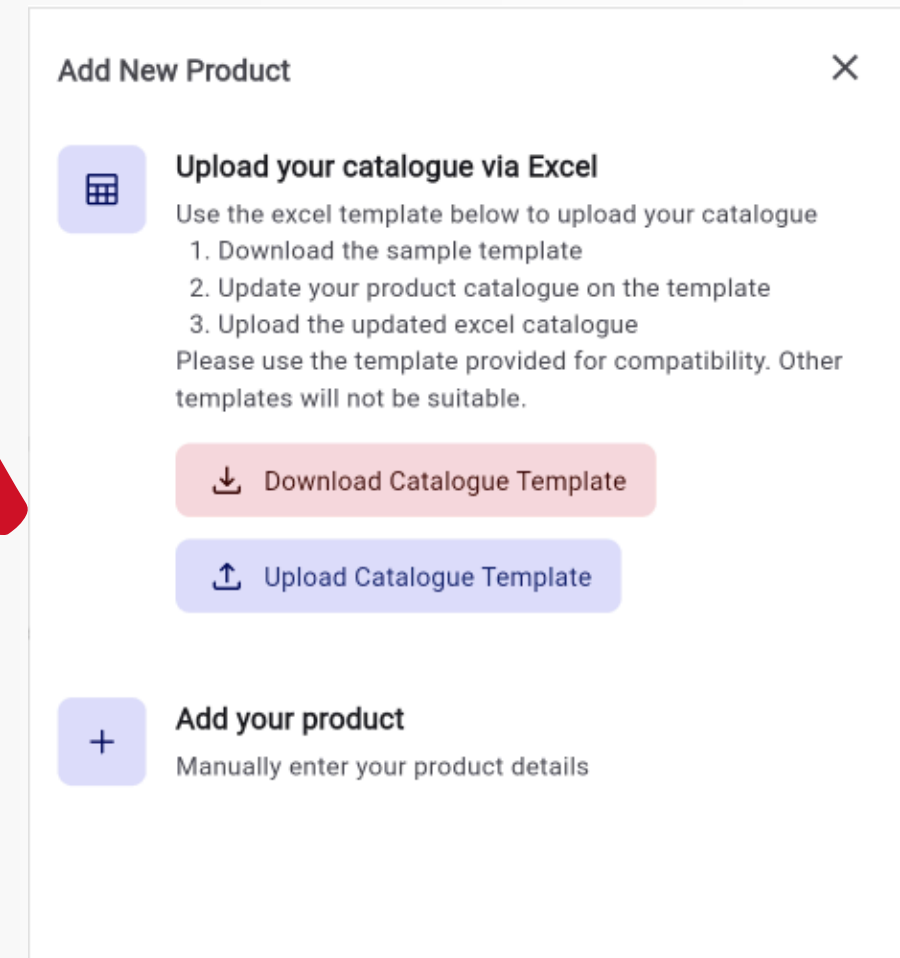 Add New Product
Upload your catalogue via Excel
Use the excel template below to upload your catalogue
1. Download the sample template
2. Update your product catalogue on the template
3. Upload the updated excel catalogue
Please use the template provided for compatibility. Other
templates will not be suitable.
Download Catalogue Template
Upload Catalogue Template
Add your product
Manually enter your product details